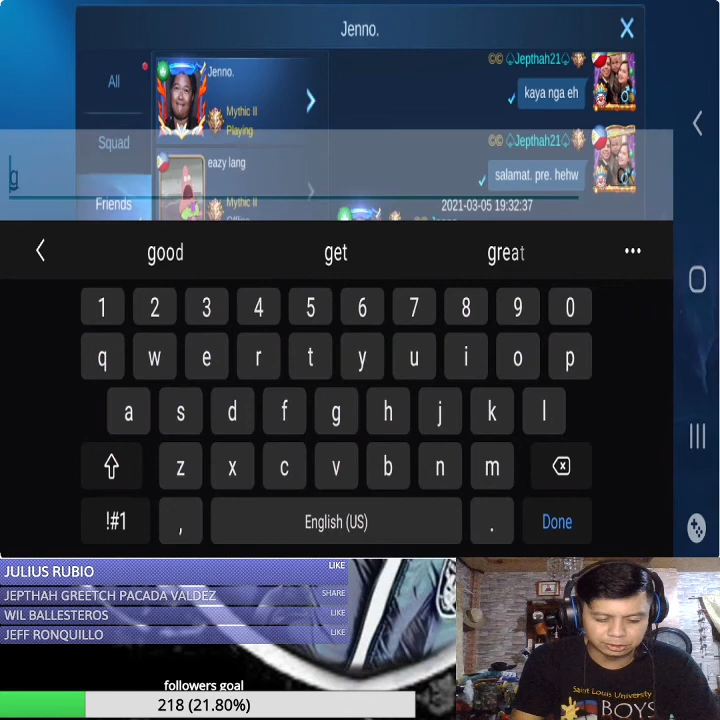 Jenno.
All
Squad
Friends
Jenno.
Mythic II
Playing
eazy lang
Mythic II
©© ♤Jepthah21♤
kaya nga eh
©© ♤Jepthah21♤
salamat. pre. hehw
2021-03-05 19:32:37
g
good get great
1 2 3 4 5 6 7 8 9 0
q w e r t y u i o p
a s d f g h j k l
z x c v b n m
!#1 , English (US) . Done
JULIUS RUBIO LIKE
JEPTHAH GREETCH PACADA VALDEZ SHARE
WIL BALLESTEROS LIKE
JEFF RONQUILLO LIKE
followers goal
218 (21.80%)
Saint Louis University
BOYS